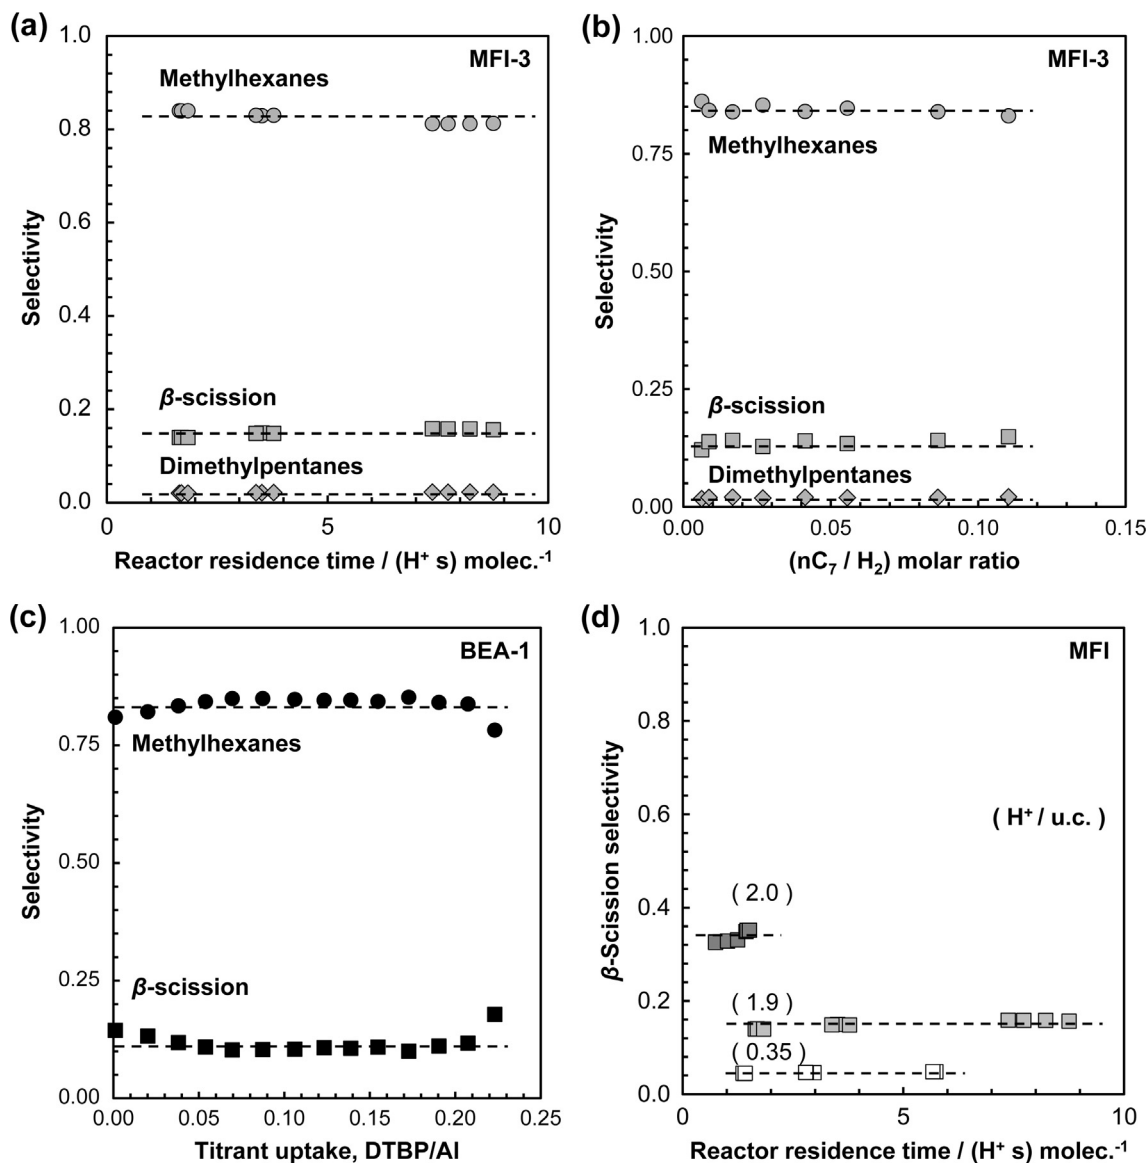 (a)
MFI-3
1.0
0.8
0.6
0.4
0.2
0.0
Selectivity
Methylhexanes
β-scission
Dimethylpentanes
0
5
10
Reactor residence time / (H⁺ s) molec.⁻¹
(b)
MFI-3
1.00
0.75
0.50
0.25
0.00
Selectivity
Methylhexanes
β-scission
Dimethylpentanes
0.00
0.05
0.10
0.15
(nC₇ / H₂) molar ratio
(c)
BEA-1
1.00
0.75
0.50
0.25
0.00
Selectivity
Methylhexanes
β-scission
0.00
0.05
0.10
0.15
0.20
0.25
Titrant uptake, DTBP/Al
(d)
MFI
1.0
0.8
0.6
0.4
0.2
0.0
β-Scission selectivity
( H⁺ / u.c. )
( 2.0 )
( 1.9 )
( 0.35 )
0
5
10
Reactor residence time / (H⁺ s) molec.⁻¹